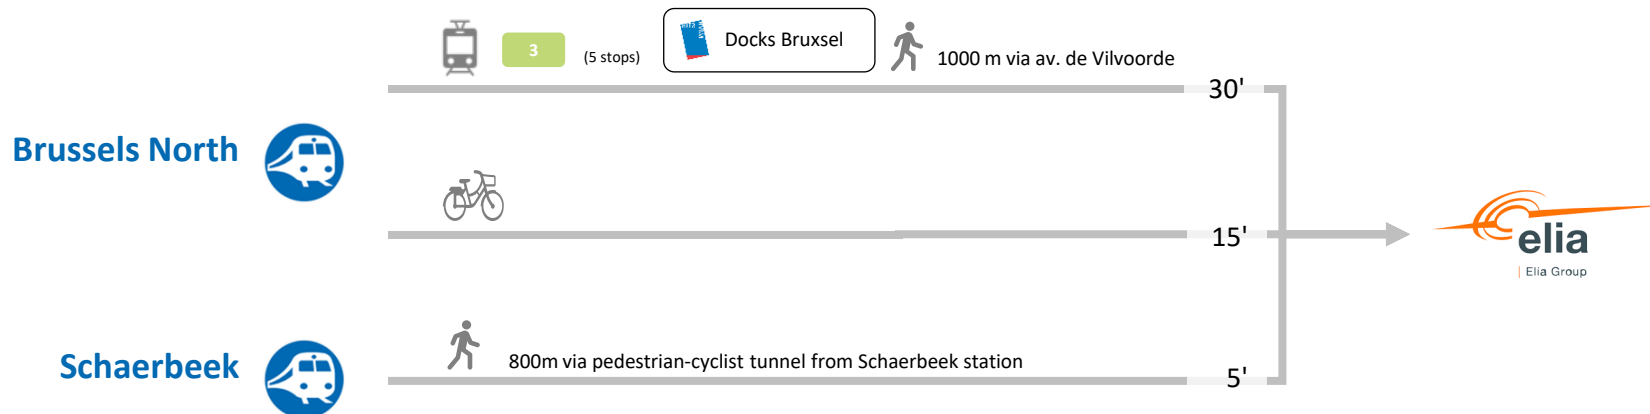 3
(5 stops)
Docks Bruxsel
1000 m via av. de Vilvoorde
30'
Brussels North
15'
elia
| Elia Group
800m via pedestrian-cyclist tunnel from Schaerbeek station
Schaerbeek
5'